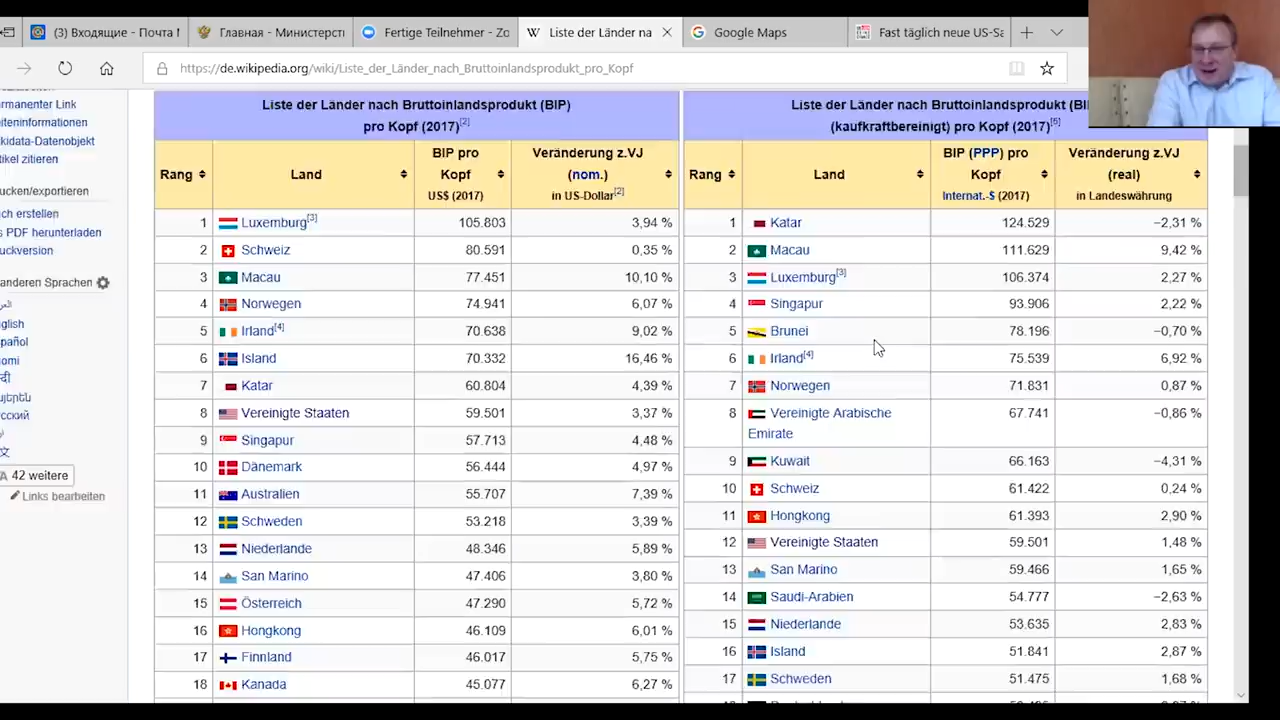 (3) Входящие - Почта
Главная - Министерст
Fertige Teilnehmer - Zo
Liste der Länder na
Google Maps
Fast täglich neue US-Sa
https://de.wikipedia.org/wiki/Liste_der_Länder_nach_Bruttoinlandsprodukt_pro_Kopf
rmanenter Link
iteninformationen
kidata-Datenobjekt
tikel zitieren
ucken/exportieren
ch erstellen
s PDF herunterladen
uckversion
anderen Sprachen
nglish
pañol
42 weitere
Links bearbeiten
Liste der Länder nach Bruttoinlandsprodukt (BIP)
pro Kopf (2017)[2]
Rang Land BIP pro Kopf US$ (2017) Veränderung z.VJ (nom.) in US-Dollar[2]
1 Luxemburg[3] 105.803 3,94 %
2 Schweiz 80.591 0,35 %
3 Macau 77.451 10,10 %
4 Norwegen 74.941 6,07 %
5 Irland[4] 70.638 9,02 %
6 Island 70.332 16,46 %
7 Katar 60.804 4,39 %
8 Vereinigte Staaten 59.501 3,37 %
9 Singapur 57.713 4,48 %
10 Dänemark 56.444 4,97 %
11 Australien 55.707 7,39 %
12 Schweden 53.218 3,39 %
13 Niederlande 48.346 5,89 %
14 San Marino 47.406 3,80 %
15 Österreich 47.290 5,72 %
16 Hongkong 46.109 6,01 %
17 Finnland 46.017 5,75 %
18 Kanada 45.077 6,27 %
Liste der Länder nach Bruttoinlandsprodukt (BI
(kaufkraftbereinigt) pro Kopf (2017)[5]
Rang Land BIP (PPP) pro Kopf Internat.-$ (2017) Veränderung z.VJ (real) in Landeswährung
1 Katar 124.529 −2,31 %
2 Macau 111.629 9,42 %
3 Luxemburg[3] 106.374 2,27 %
4 Singapur 93.906 2,22 %
5 Brunei 78.196 −0,70 %
6 Irland[4] 75.539 6,92 %
7 Norwegen 71.831 0,87 %
8 Vereinigte Arabische Emirate 67.741 −0,86 %
9 Kuwait 66.163 −4,31 %
10 Schweiz 61.422 0,24 %
11 Hongkong 61.393 2,90 %
12 Vereinigte Staaten 59.501 1,48 %
13 San Marino 59.466 1,65 %
14 Saudi-Arabien 54.777 −2,63 %
15 Niederlande 53.635 2,83 %
16 Island 51.841 2,87 %
17 Schweden 51.475 1,68 %